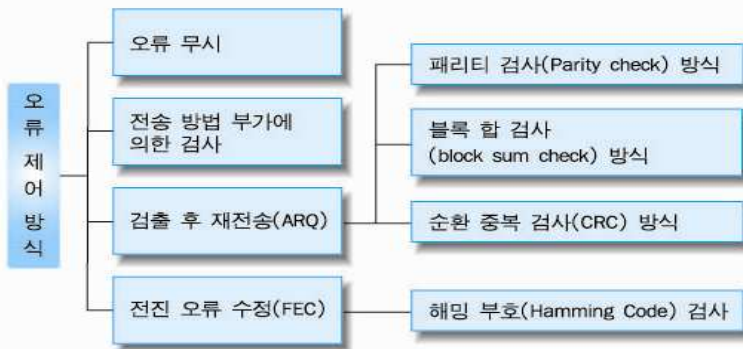 오류 제어 방식
오류 무시
전송 방법 부가에
의한 검사
검출 후 재전송(ARQ)
전진 오류 수정(FEC)
패리티 검사(Parity check) 방식
블록 합 검사
(block sum check) 방식
순환 중복 검사(CRC) 방식
해밍 부호(Hamming Code) 검사